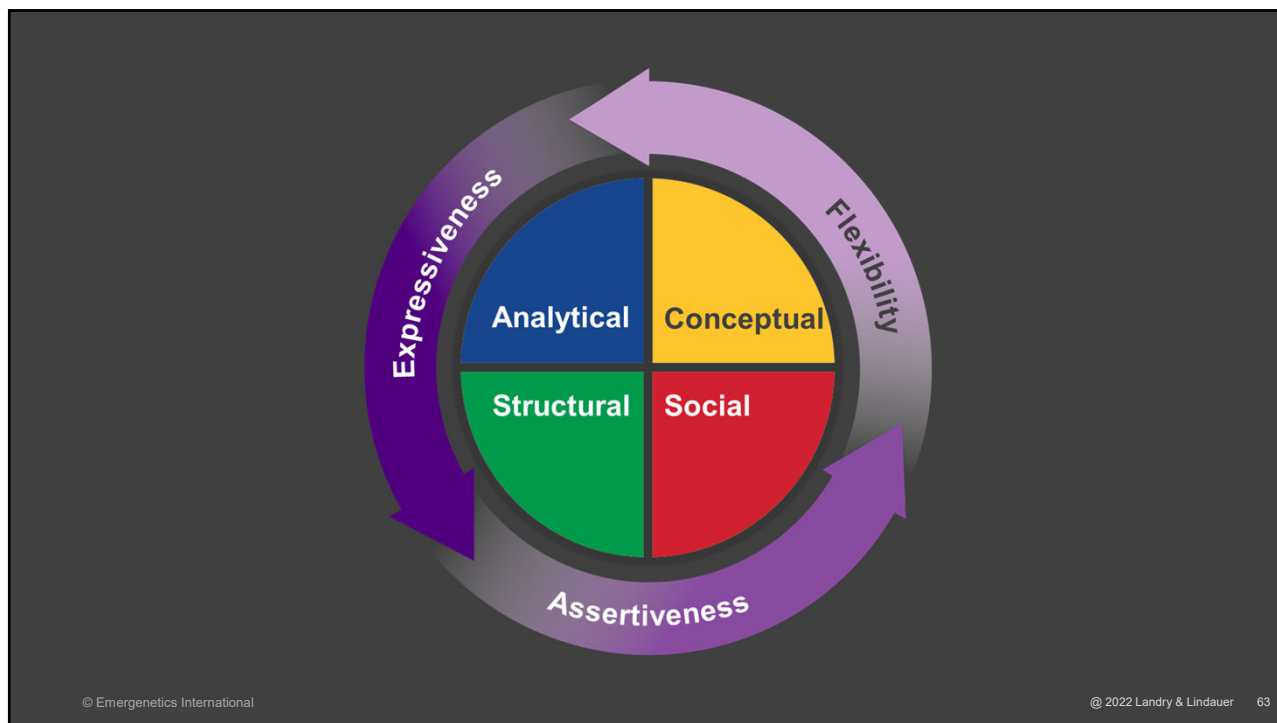 Expressiveness
Flexibility
Analytical
Conceptual
Structural
Social
Assertiveness
© Emergenetics International
@ 2022 Landry & Lindauer 63